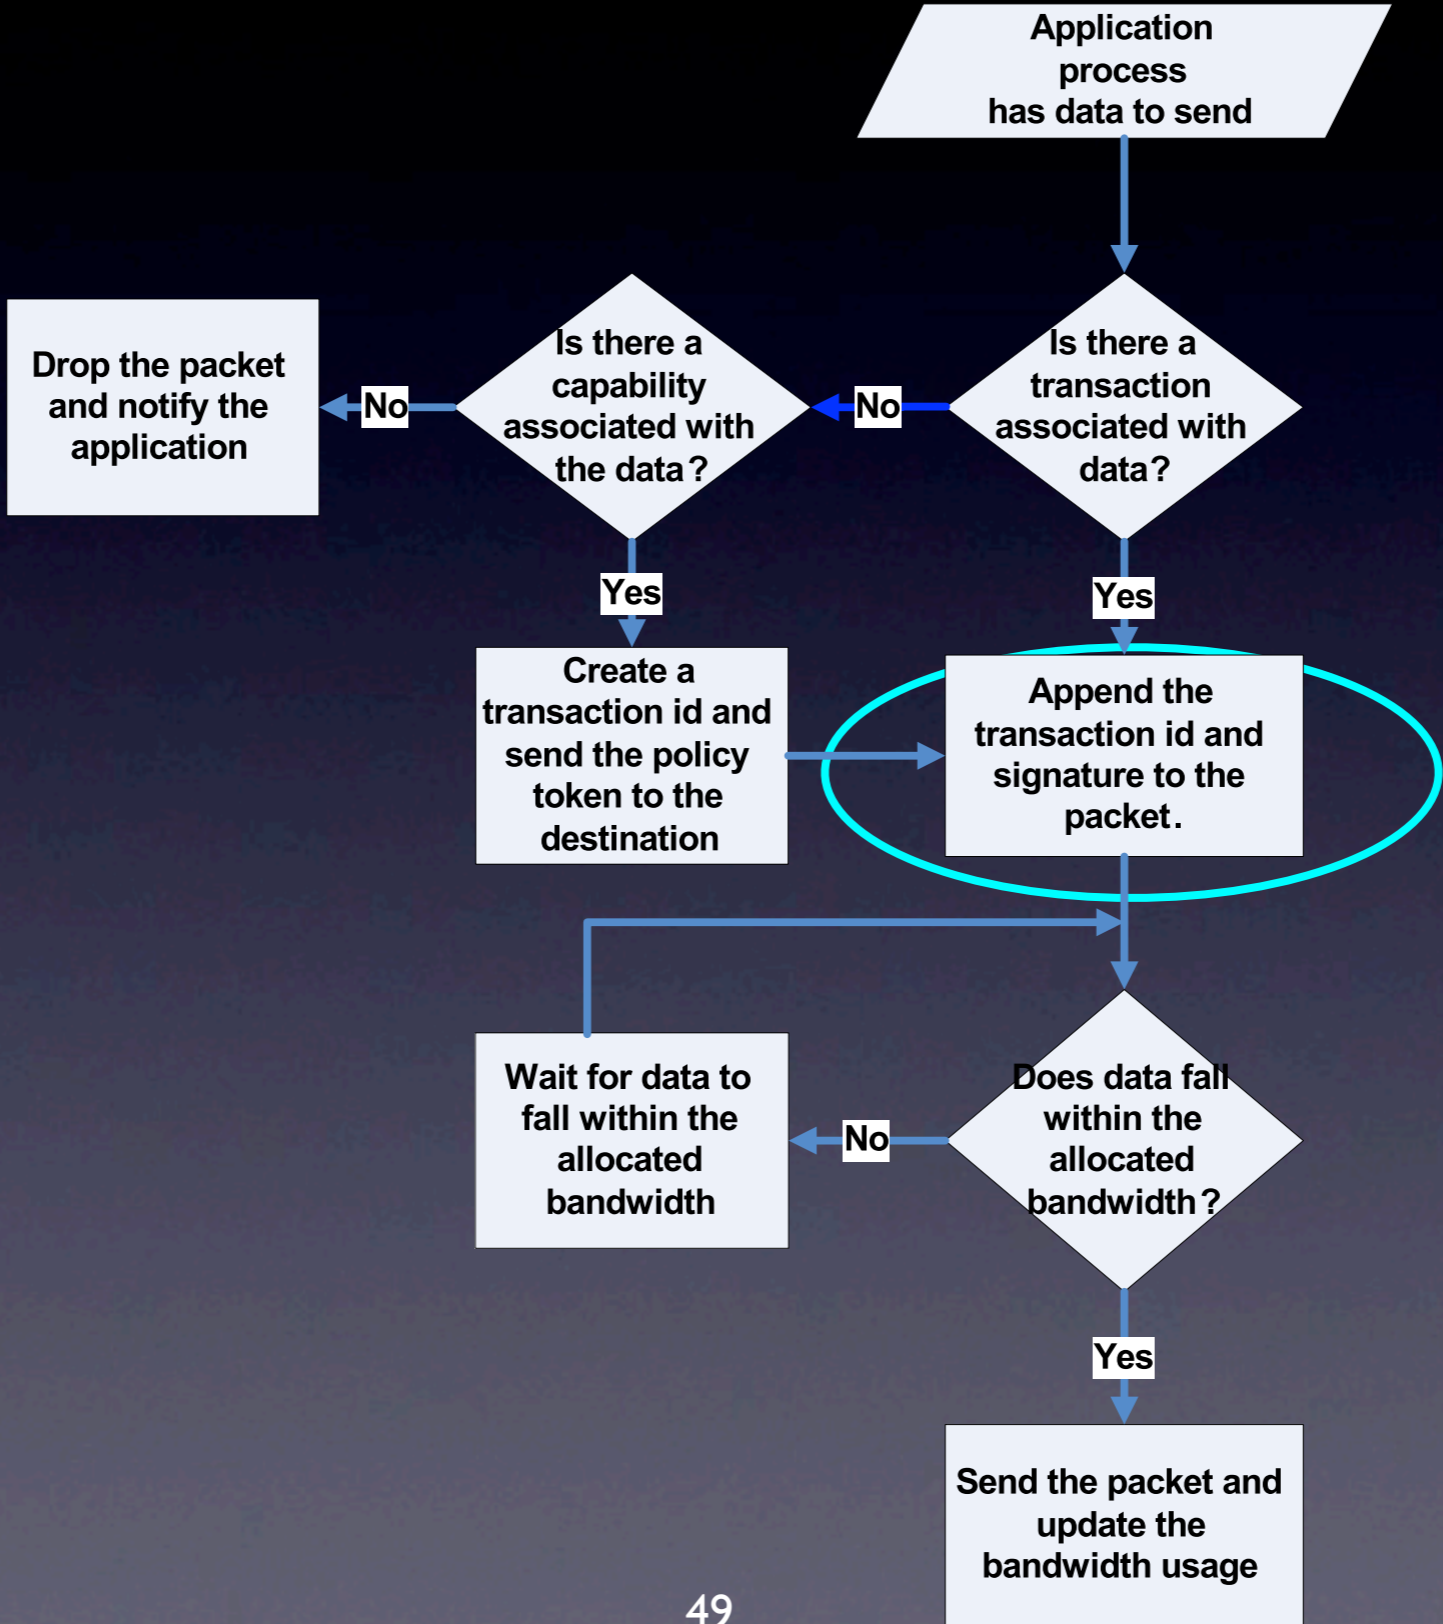 Application
process
has data to send
Is there a
transaction
associated with
data?
No
Is there a
capability
associated with
the data?
No
Drop the packet
and notify the
application
Yes
Create a
transaction id and
send the policy
token to the
destination
Yes
Append the
transaction id and
signature to the
packet.
Does data fall
within the
allocated
bandwidth?
No
Wait for data to
fall within the
allocated
bandwidth
Yes
Send the packet and
update the
bandwidth usage
49